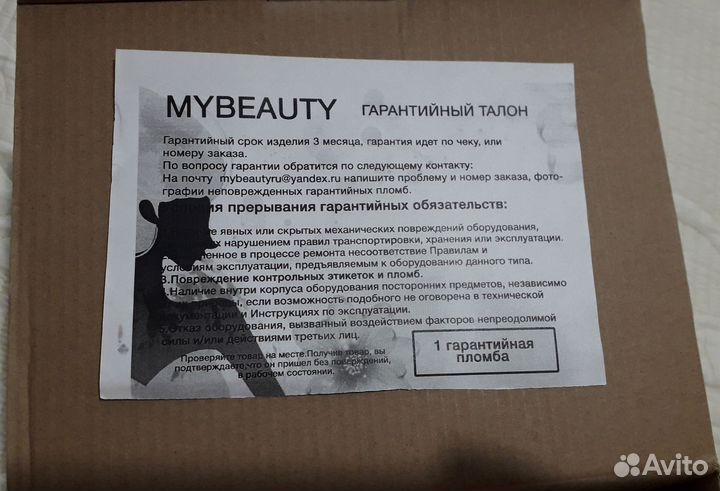 MYBEAUTY ГАРАНТИЙНЫЙ ТАЛОН
Гарантийный срок изделия 3 месяца, гарантия идет по чеку, или
номеру заказа.
По вопросу гарантии обратится по следующему контакту:
На почту mybeautyru@yandex.ru напишите проблему и номер заказа, фото-
графии неповрежденных гарантийных пломб.
прерывания гарантийных обязательств:
явных или скрытых механических повреждений оборудования,
нарушением правил транспортировки, хранения или эксплуатации.
в процессе ремонта несоответствие Правилам и
условиям эксплуатации, предъявляемым к оборудованию данного типа.
3.Повреждение контрольных этикеток и пломб.
Наличие внутри корпуса оборудования посторонних предметов, независимо
если возможность подобного не оговорена в технической
документации и Инструкциях по эксплуатации.
5.Отказ оборудования, вызванный воздействием факторов непреодолимой
силы и/или действиями третьих лиц.
Проверяйте товар на месте.Получив товар, вы
подтверждаете,что он пришел без повреждений,
в рабочем состоянии.
1 гарантийная
пломба
Avito